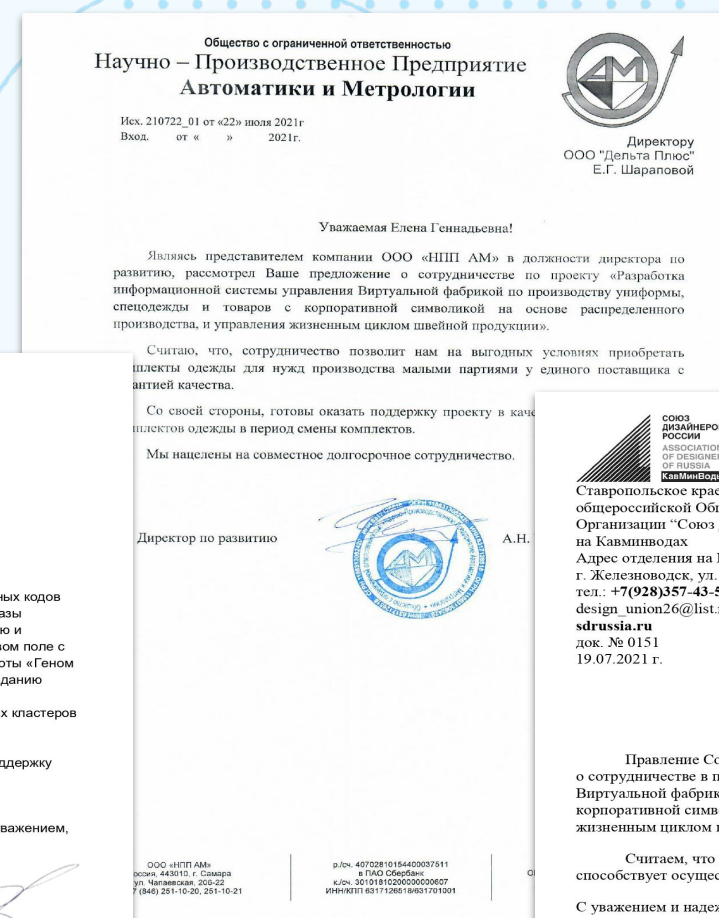 Общество с ограниченной ответственностью
Научно – Производственное Предприятие
Автоматики и Метрологии
АМ
Исх. 210722_01 от «22» июля 2021г
Вход. от « » 2021г.
Директору
ООО "Дельта Плюс"
Е.Г. Шараповой
Уважаемая Елена Геннадьевна!
Являясь представителем компании ООО «НПП АМ» в должности директора по
развитию, рассмотрел Ваше предложение о сотрудничестве по проекту «Разработка
информационной системы управления Виртуальной фабрикой по производству униформы,
спецодежды и товаров с корпоративной символикой на основе распределенного
производства, и управления жизненным циклом швейной продукции».
Считаю, что, сотрудничество позволит нам на выгодных условиях приобретать
мплекты одежды для нужд производства малыми партиями у единого поставщика с
антией качества.
Со своей стороны, готовы оказать поддержку проекту в каче
мплектов одежды в период смены комплектов.
Мы нацелены на совместное долгосрочное сотрудничество.
Директор по развитию
А.Н.
ООО «НПП АМ»
оссия, 443010, г. Самара
ул. Чапаевская, 206-22
7 (846) 251-10-20, 251-10-21
р./сч. 40702810154400037511
в ПАО Сбербанк
к./сч. 30101810200000000607
ИНН/КПП 6317126518/631701001
ных кодов
азы
ю и
вом поле с
оты «Геном
данию
х кластеров
ддержку
важением,
СОЮЗ
ДИЗАЙНЕРО
РОССИИ
ASSOCIATION
OF DESIGNER
OF RUSSIA
КавМинВоды
Ставропольское крае
общероссийской Общ
Организации “Союз
на Кавминводах
Адрес отделения на
г. Железноводск, ул.
тел.: +7(928)357-43-5
design_union26@list.
sdrussia.ru
док. № 0151
19.07.2021 г.
Правление Со
о сотрудничестве в п
Виртуальной фабрик
корпоративной симв
жизненным циклом
Считаем, что
способствует осущес
С уважением и надеж